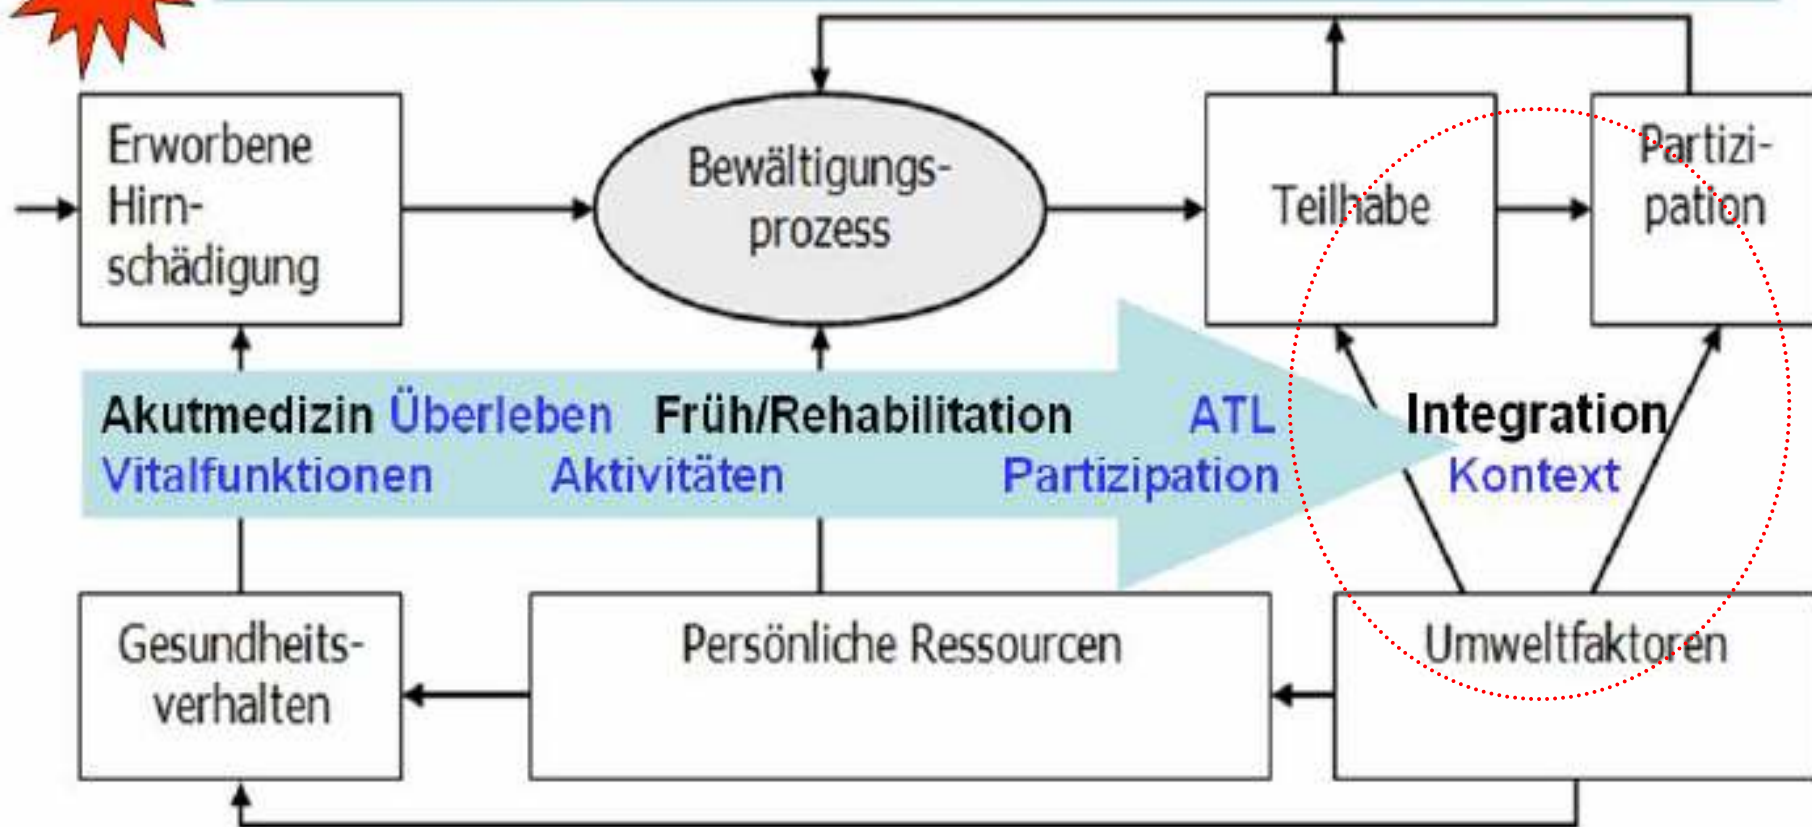 Erworbene
Hirn-
schädigung
Bewältigungs-
prozess
Teilhabe
Partizi-
pation
Akutmedizin Überleben Früh/Rehabilitation ATL Integration
Vitalfunktionen Aktivitäten Partizipation Kontext
Gesundheits-
verhalten
Persönliche Ressourcen
Umweltfaktoren